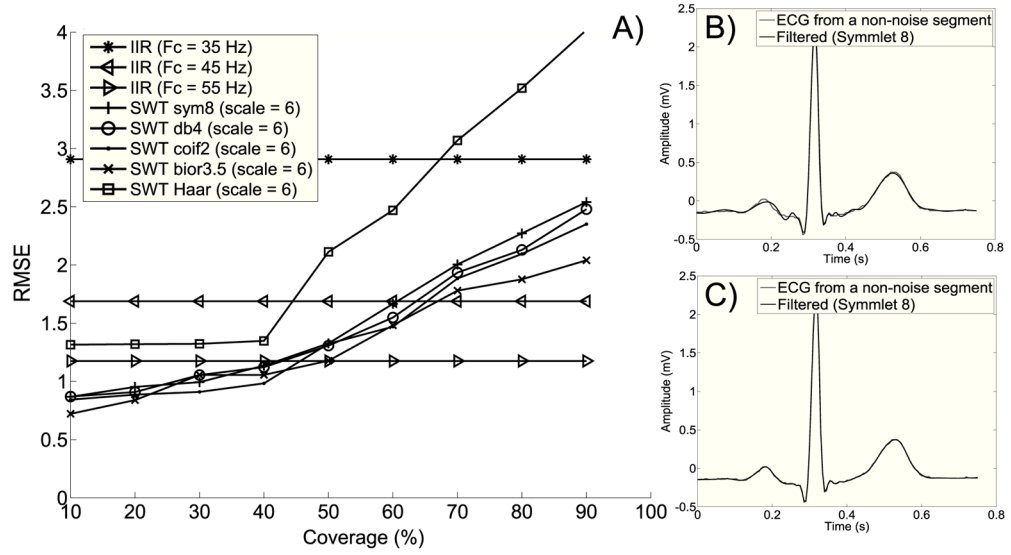 A)
IIR (Fc = 35 Hz)
IIR (Fc = 45 Hz)
IIR (Fc = 55 Hz)
SWT sym8 (scale = 6)
SWT db4 (scale = 6)
SWT coif2 (scale = 6)
SWT bior3.5 (scale = 6)
SWT Haar (scale = 6)
4
3.5
3
2.5
2
1.5
1
0.5
0
RMSE
10 20 30 40 50 60 70 80 90 100
Coverage (%)
B)
ECG from a non-noise segment
Filtered (Symmlet 8)
2.5
2
1.5
1
0.5
0
-0.5
Amplitude (mV)
0 0.2 0.4 0.6 0.8
Time (s)
C)
ECG from a non-noise segment
Filtered (Symmlet 8)
2.5
2
1.5
1
0.5
0
-0.5
Amplitude (mV)
0 0.2 0.4 0.6 0.8
Time (s)